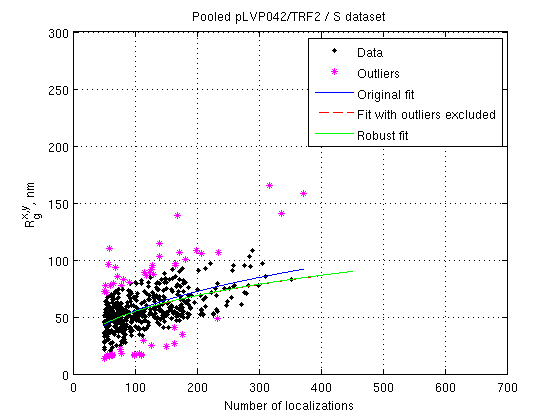 Pooled pLVP042/TRF2 / S dataset
300
250
200
150
100
50
0
R_g^{x,y}, nm
Data
Outliers
Original fit
Fit with outliers excluded
Robust fit
0 100 200 300 400 500 600 700
Number of localizations